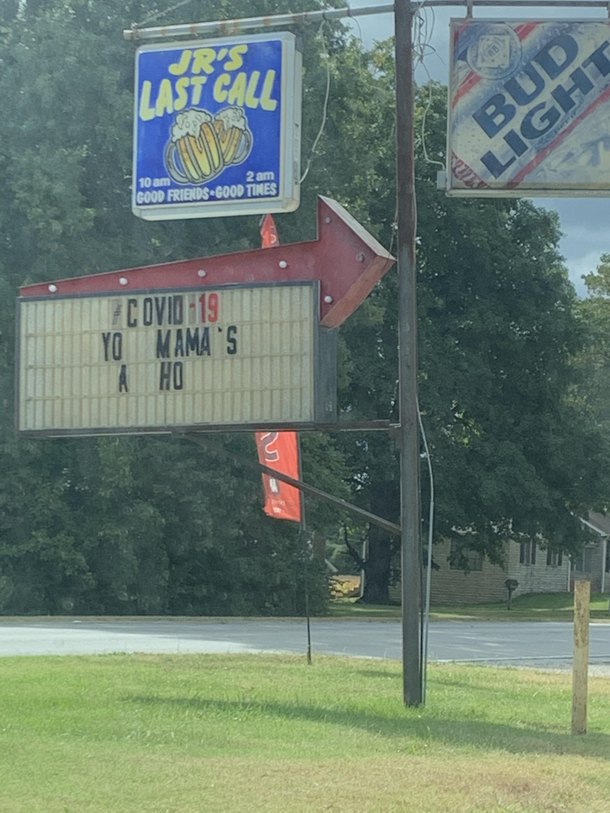 JR'S
LAST CALL
10 am 2 am
GOOD FRIENDS • GOOD TIMES
BUD
LIGHT
#COVID-19
YO MAMA'S
A HO